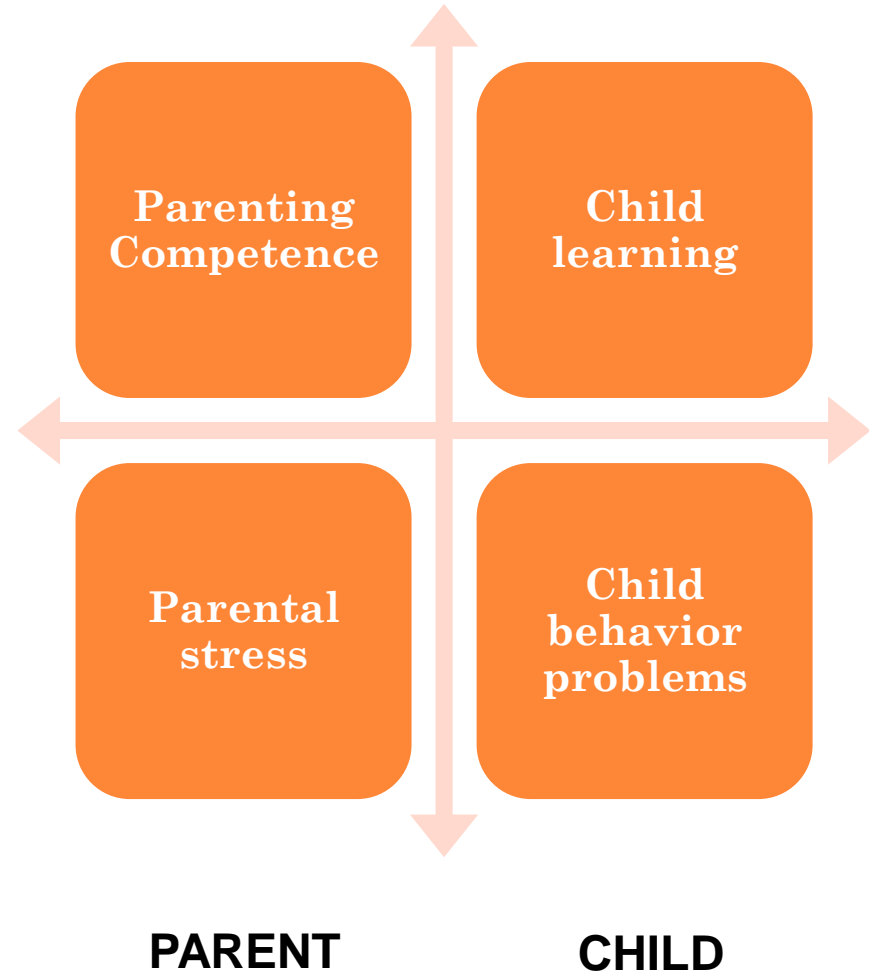 Parenting
Competence
Child
learning
Parental
stress
Child
behavior
problems
PARENT
CHILD